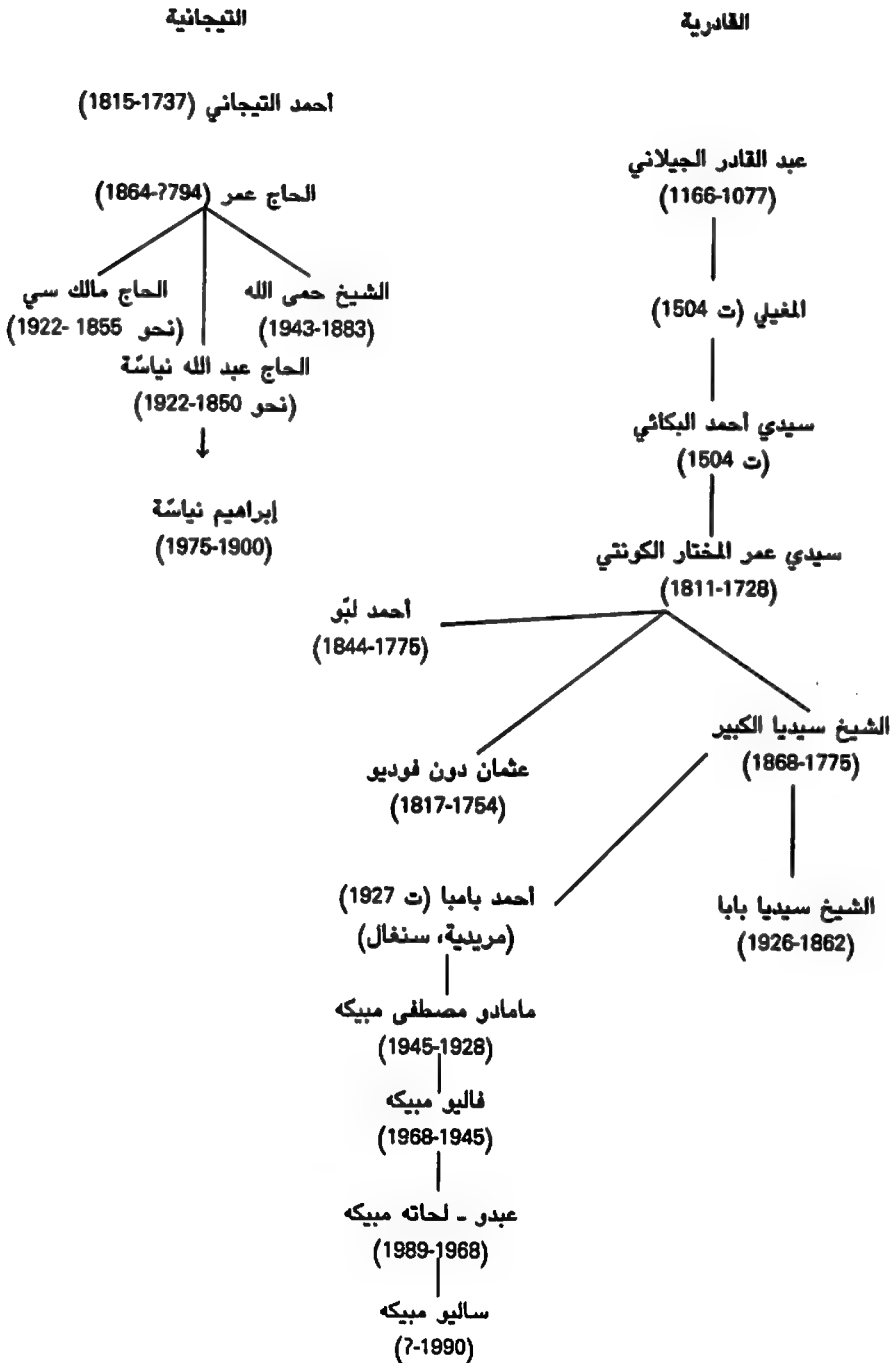 القادرية
عبد القادر الجيلاني
(1166-1077)
المغيلي (ت 1504)
سيدي أحمد البكائي
(ت 1504)
سيدي عمر المختار الكونتي
(1811-1728)
أحمد لبّو
(1844-1775)
عثمان دون فوديو
(1817-1754)
الشيخ سيديا الكبير
(1868-1775)
الشيخ سيديا بابا
(1926-1862)
أحمد بامبا (ت 1927)
(مريدية، سنغال)
مامادو مصطفى مبيكه
(1945-1928)
فاليو مبيكه
(1968-1945)
عبدو - لحاته مبيكه
(1989-1968)
ساليو مبيكه
(?-1990)
التيجانية
أحمد التيجاني (1815-1737)
الحاج عمر (794?-1864)
الشيخ حمى الله
(1943-1883)
الحاج مالك سي
(نحو 1855 -1922)
الحاج عبد الله نياسّة
(نحو 1850-1922)
إبراهيم نياسّة
(1975-1900)